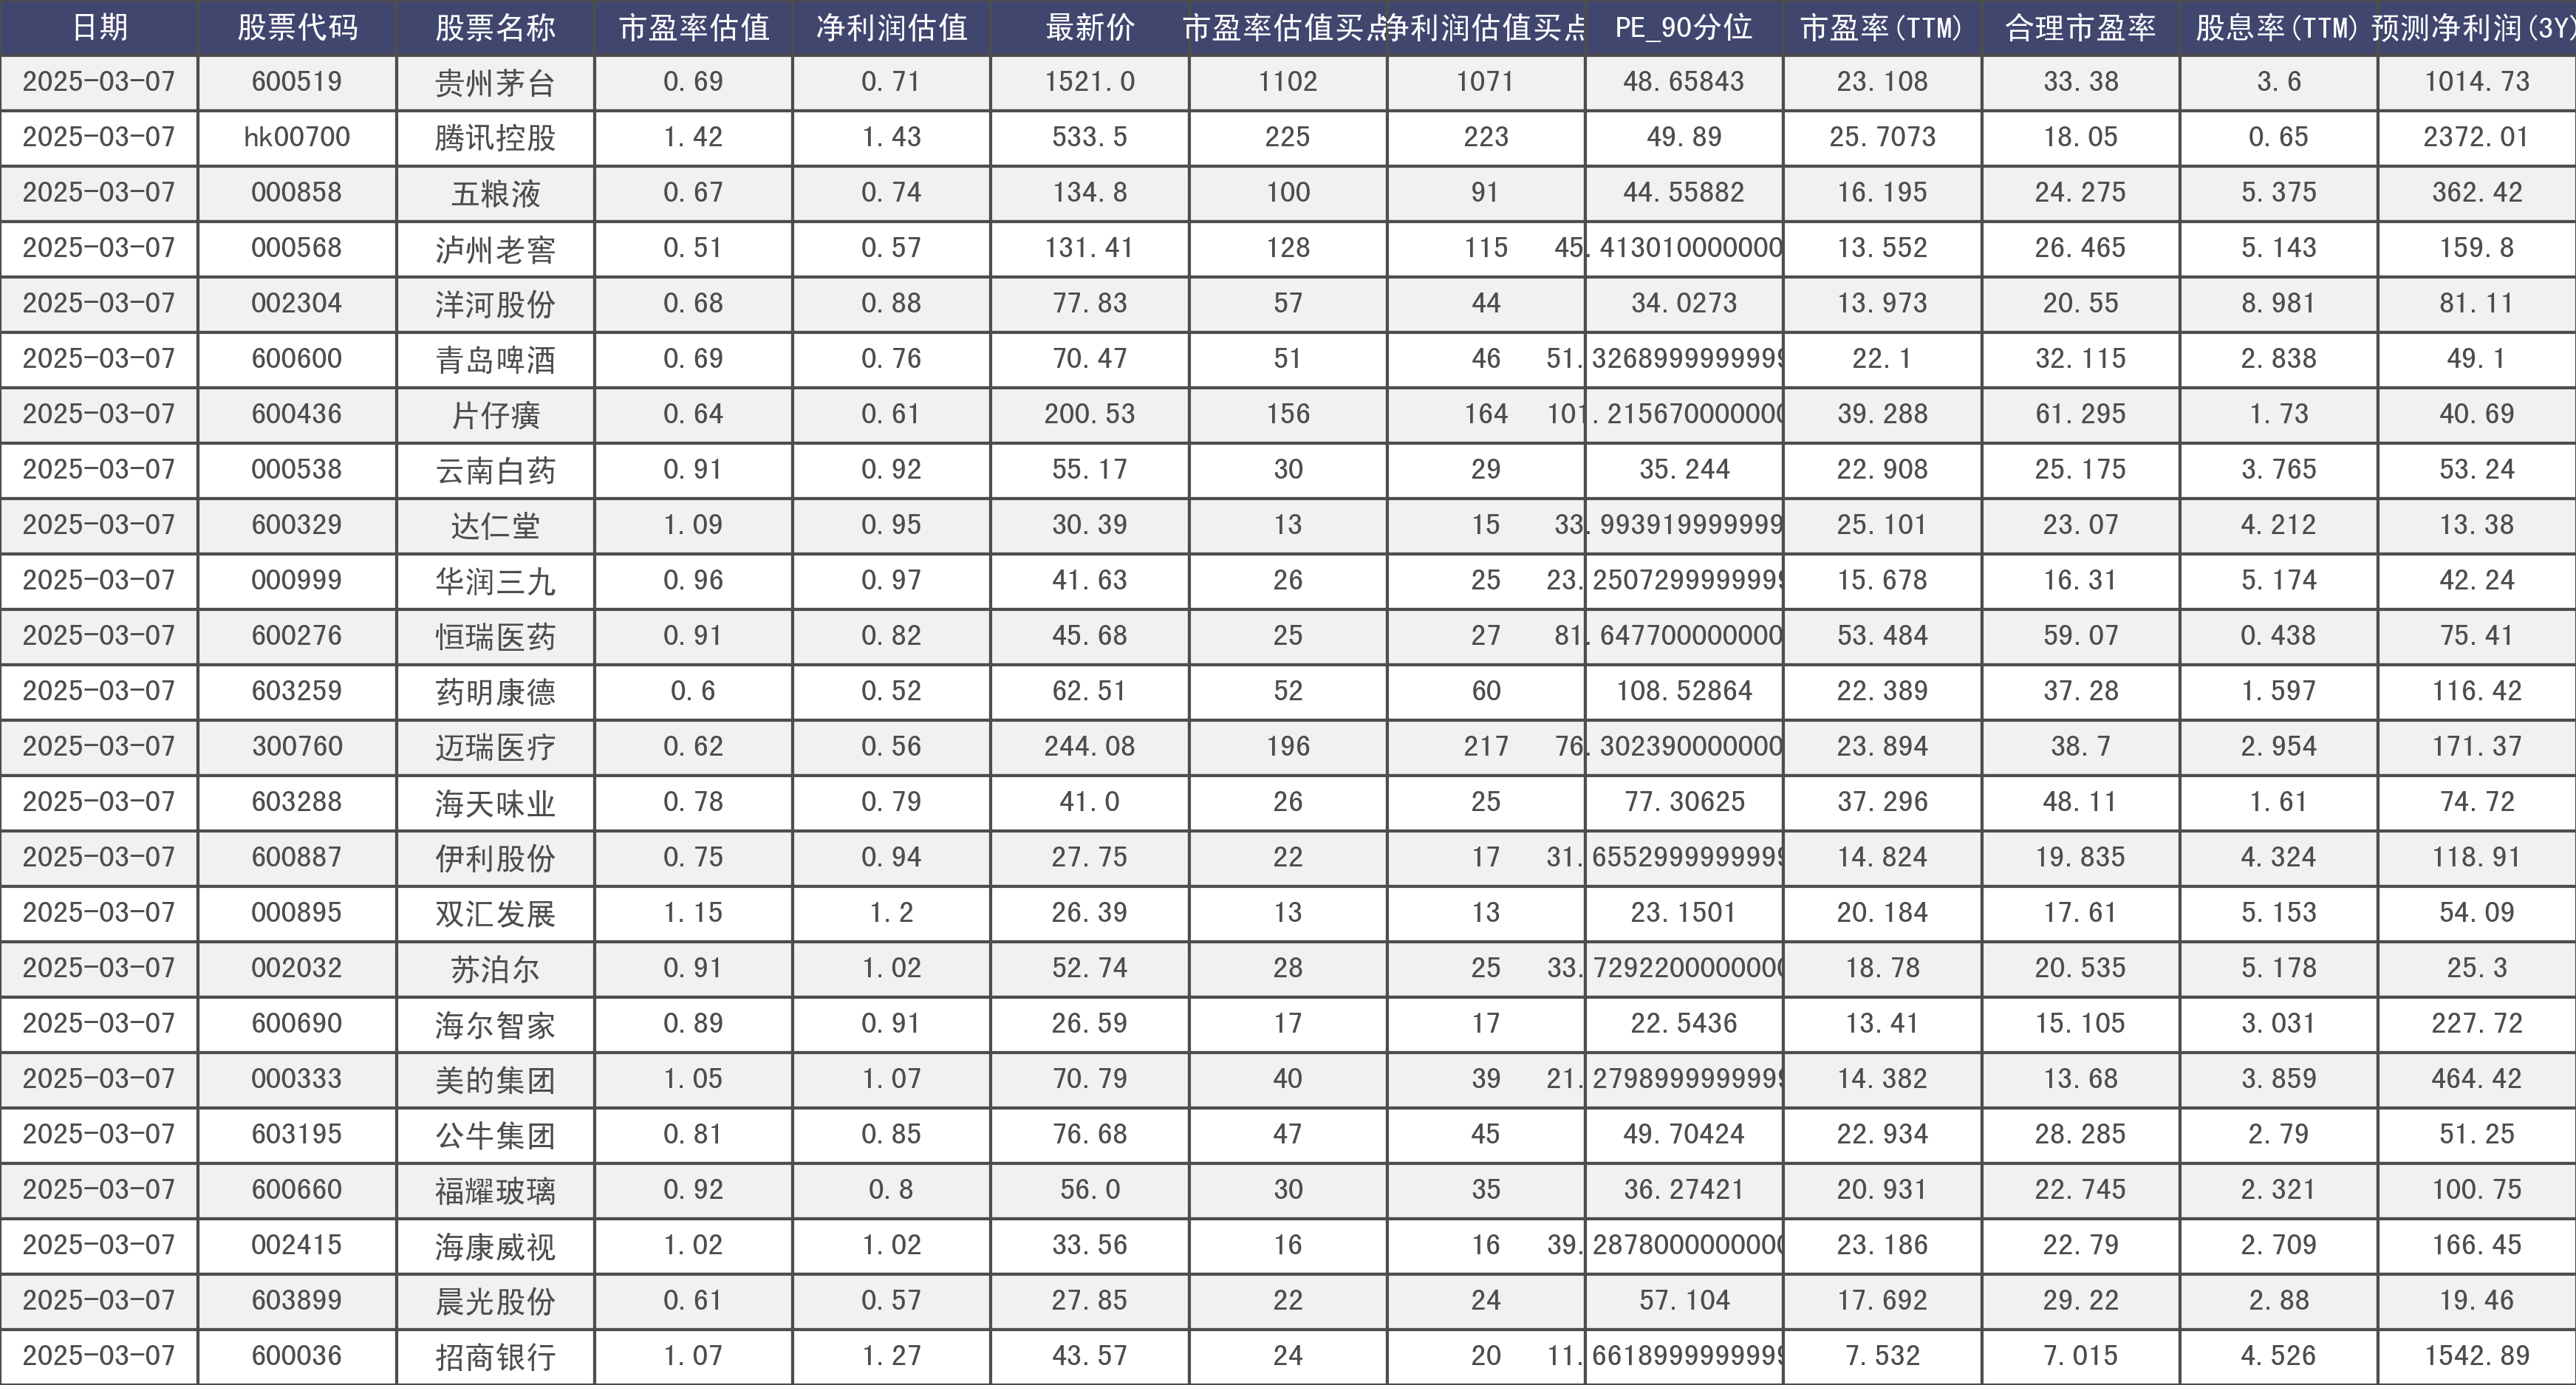 日期 股票代码 股票名称 市盈率估值 净利润估值 最新价 市盈率估值买点 净利润估值买点 PE_90分位 市盈率(TTM) 合理市盈率 股息率(TTM) 预测净利润(3Y)
2025-03-07 600519 贵州茅台 0.69 0.71 1521.0 1102 1071 48.65843 23.108 33.38 3.6 1014.73
2025-03-07 hk00700 腾讯控股 1.42 1.43 533.5 225 223 49.89 25.7073 18.05 0.65 2372.01
2025-03-07 000858 五粮液 0.67 0.74 134.8 100 91 44.55882 16.195 24.275 5.375 362.42
2025-03-07 000568 泸州老窖 0.51 0.57 131.41 128 115 45.413010000000 13.552 26.465 5.143 159.8
2025-03-07 002304 洋河股份 0.68 0.88 77.83 57 44 34.0273 13.973 20.55 8.981 81.11
2025-03-07 600600 青岛啤酒 0.69 0.76 70.47 51 46 51.3268999999999 22.1 32.115 2.838 49.1
2025-03-07 600436 片仔癀 0.64 0.61 200.53 156 164 101.215670000000 39.288 61.295 1.73 40.69
2025-03-07 000538 云南白药 0.91 0.92 55.17 30 29 35.244 22.908 25.175 3.765 53.24
2025-03-07 600329 达仁堂 1.09 0.95 30.39 13 15 33.993919999999 25.101 23.07 4.212 13.38
2025-03-07 000999 华润三九 0.96 0.97 41.63 26 25 23.2507299999999 15.678 16.31 5.174 42.24
2025-03-07 600276 恒瑞医药 0.91 0.82 45.68 25 27 81.647700000000 53.484 59.07 0.438 75.41
2025-03-07 603259 药明康德 0.6 0.52 62.51 52 60 108.52864 22.389 37.28 1.597 116.42
2025-03-07 300760 迈瑞医疗 0.62 0.56 244.08 196 217 76.302390000000 23.894 38.7 2.954 171.37
2025-03-07 603288 海天味业 0.78 0.79 41.0 26 25 77.30625 37.296 48.11 1.61 74.72
2025-03-07 600887 伊利股份 0.75 0.94 27.75 22 17 31.6552999999999 14.824 19.835 4.324 118.91
2025-03-07 000895 双汇发展 1.15 1.2 26.39 13 13 23.1501 20.184 17.61 5.153 54.09
2025-03-07 002032 苏泊尔 0.91 1.02 52.74 28 25 33.7292200000000 18.78 20.535 5.178 25.3
2025-03-07 600690 海尔智家 0.89 0.91 26.59 17 17 22.5436 13.41 15.105 3.031 227.72
2025-03-07 000333 美的集团 1.05 1.07 70.79 40 39 21.2798999999999 14.382 13.68 3.859 464.42
2025-03-07 603195 公牛集团 0.81 0.85 76.68 47 45 49.70424 22.934 28.285 2.79 51.25
2025-03-07 600660 福耀玻璃 0.92 0.8 56.0 30 35 36.27421 20.931 22.745 2.321 100.75
2025-03-07 002415 海康威视 1.02 1.02 33.56 16 16 39.2878000000000 23.186 22.79 2.709 166.45
2025-03-07 603899 晨光股份 0.61 0.57 27.85 22 24 57.104 17.692 29.22 2.88 19.46
2025-03-07 600036 招商银行 1.07 1.27 43.57 24 20 11.6618999999999 7.532 7.015 4.526 1542.89